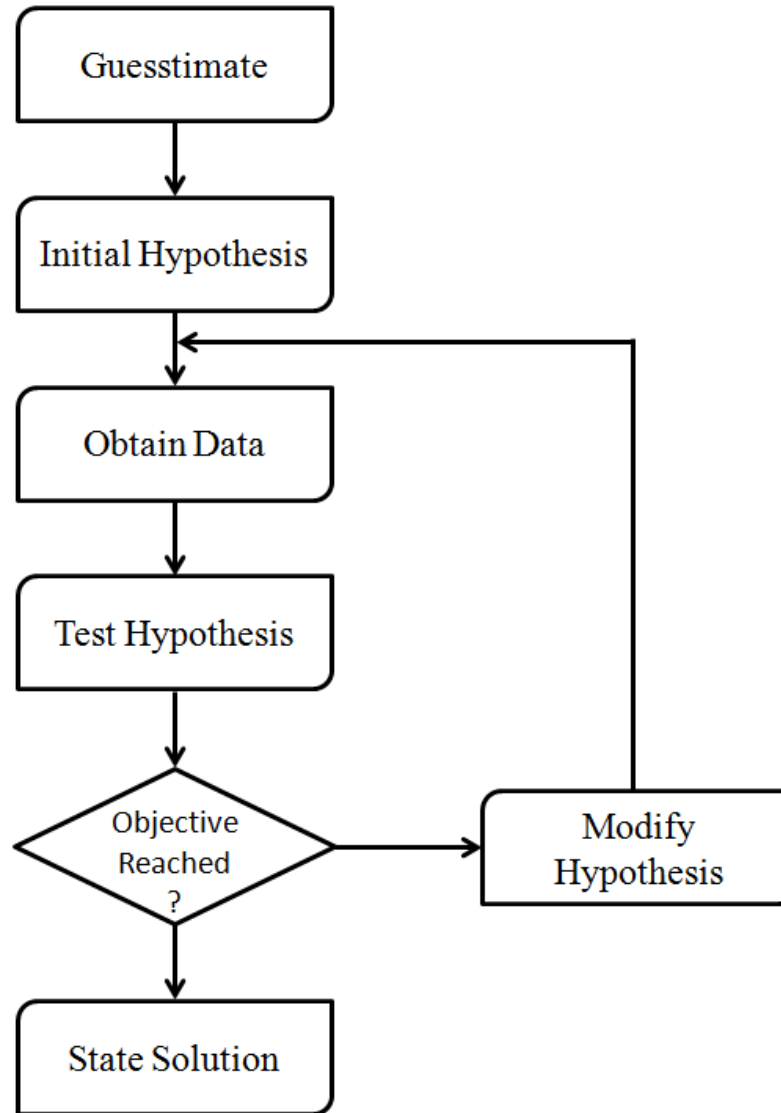 Guesstimate
Initial Hypothesis
Obtain Data
Test Hypothesis
Objective
Reached
?
Modify
Hypothesis
State Solution